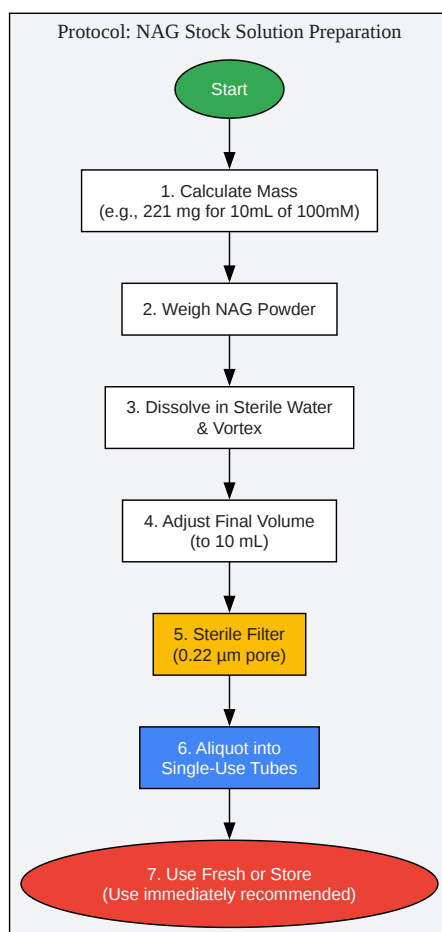 Protocol: NAG Stock Solution Preparation
Start
1. Calculate Mass
(e.g., 221 mg for 10mL of 100mM)
2. Weigh NAG Powder
3. Dissolve in Sterile Water
& Vortex
4. Adjust Final Volume
(to 10 mL)
5. Sterile Filter
(0.22 µm pore)
6. Aliquot into
Single-Use Tubes
7. Use Fresh or Store
(Use immediately recommended)